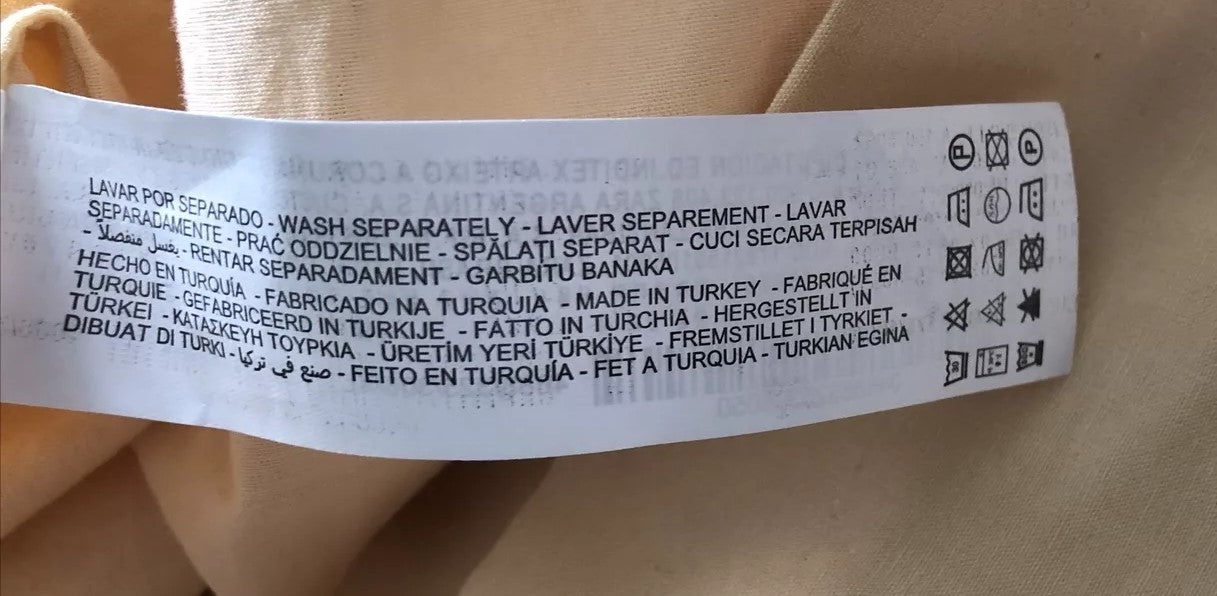 LAVAR POR SEPARADO - WASH SEPARATELY - LAVER SEPAREMENT - LAVAR
SEPARADAMENTE - PRAĆ ODDZIELNIE - SPĂLAȚI SEPARAT - CUCI SECARA TERPISAH
- يغسل منفصلاً - RENTAR SEPARADAMENT - GARBITU BANAKA
HECHO EN TURQUÍA - FABRICADO NA TURQUIA - MADE IN TURKEY - FABRIQUÉ EN
TURQUIE - GEFABRICEERD IN TURKIJE - FATTO IN TURCHIA - HERGESTELLT IN
TÜRKEI - ΚΑΤΑΣΚΕΥΗ ΤΟΥΡΚΙΑ - ÜRETİM YERİ TÜRKİYE - FREMSTILLET I TYRKIET -
DIBUAT DI TURKI - صنع في تركيا - FEITO EN TURQUÍA - FET A TURQUIA - TURKIAN EGINA